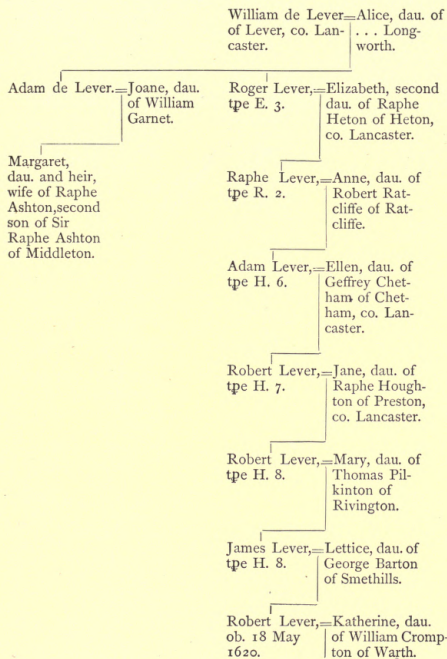 William de Lever=Alice, dau. of
of Lever, co. Lan- . . . Long-
caster. worth.
Adam de Lever.=Joane, dau.
of William
Garnet.
Margaret,
dau. and heir,
wife of Raphe
Ashton,second
son of Sir
Raphe Ashton
of Middleton.
Roger Lever,=Elizabeth, second
tpe E. 3. dau. of Raphe
Heton of Heton,
co. Lancaster.
Raphe Lever,=Anne, dau. of
tpe R. 2. Robert Rat-
cliffe of Rat-
cliffe.
Adam Lever,=Ellen, dau. of
tpe H. 6. Geffrey Chet-
ham of Chet-
ham, co. Lan-
caster.
Robert Lever,=Jane, dau. of
tpe H. 7. Raphe Hough-
ton of Preston,
co. Lancaster.
Robert Lever,=Mary, dau. of
tpe H. 8. Thomas Pil-
kinton of
Rivington.
James Lever,=Lettice, dau. of
tpe H. 8. George Barton
of Smethills.
Robert Lever,=Katherine, dau.
ob. 18 May of William Cromp-
1620. ton of Warth.